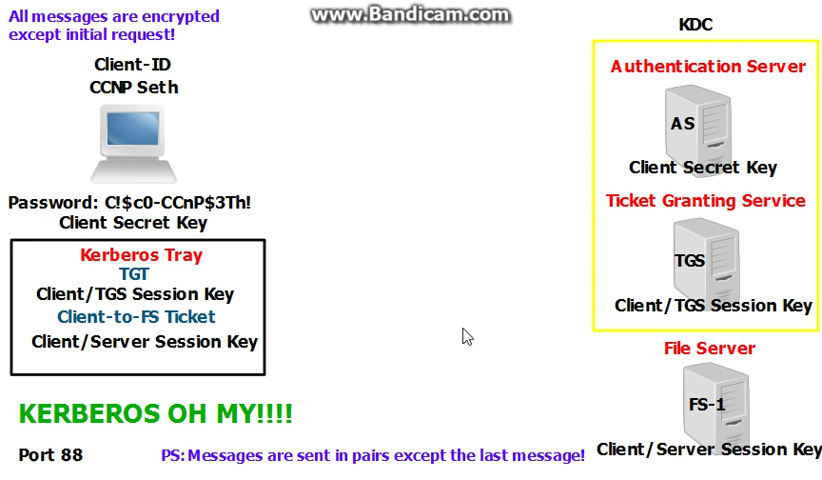 All messages are encrypted
except initial request!
www.Bandicam.com
KDC
Client-ID
CCNP Seth
Authentication Server
AS
Client Secret Key
Password: C!$c0-CCnP$3Th!
Client Secret Key
Ticket Granting Service
TGS
Client/TGS Session Key
Kerberos Tray
TGT
Client/TGS Session Key
Client-to-FS Ticket
Client/Server Session Key
File Server
FS-1
Client/Server Session Key
KERBEROS OH MY!!!!
Port 88
PS: Messages are sent in pairs except the last message!